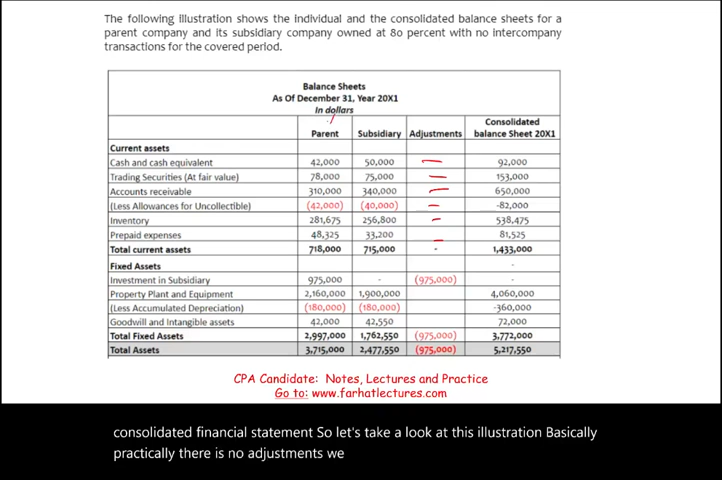 The following illustration shows the individual and the consolidated balance sheets for a
parent company and its subsidiary company owned at 80 percent with no intercompany
transactions for the covered period.
Balance Sheets
As Of December 31, Year 20X1
In dollars
Parent Subsidiary Adjustments Consolidated balance Sheet 20X1
Current assets
Cash and cash equivalent 42,000 50,000 92,000
Trading Securities (At fair value) 78,000 75,000 153,000
Accounts receivable 310,000 340,000 650,000
(Less Allowances for Uncollectible) (42,000) (40,000) -82,000
Inventory 281,675 256,800 538,475
Prepaid expenses 48,325 33,200 81,525
Total current assets 718,000 715,000 - 1,433,000
Fixed Assets -
Investment in Subsidiary 975,000 - (975,000) -
Property Plant and Equipment 2,160,000 1,900,000 4,060,000
(Less Accumulated Depreciation) (180,000) (180,000) -360,000
Goodwill and Intangible assets 42,000 42,550 72,000
Total Fixed Assets 2,997,000 1,762,550 (975,000) 3,772,000
Total Assets 3,715,000 2,477,550 (975,000) 5,217,550
CPA Candidate: Notes, Lectures and Practice
Go to: www.farhatlectures.com
consolidated financial statement So let's take a look at this illustration Basically
practically there is no adjustments we